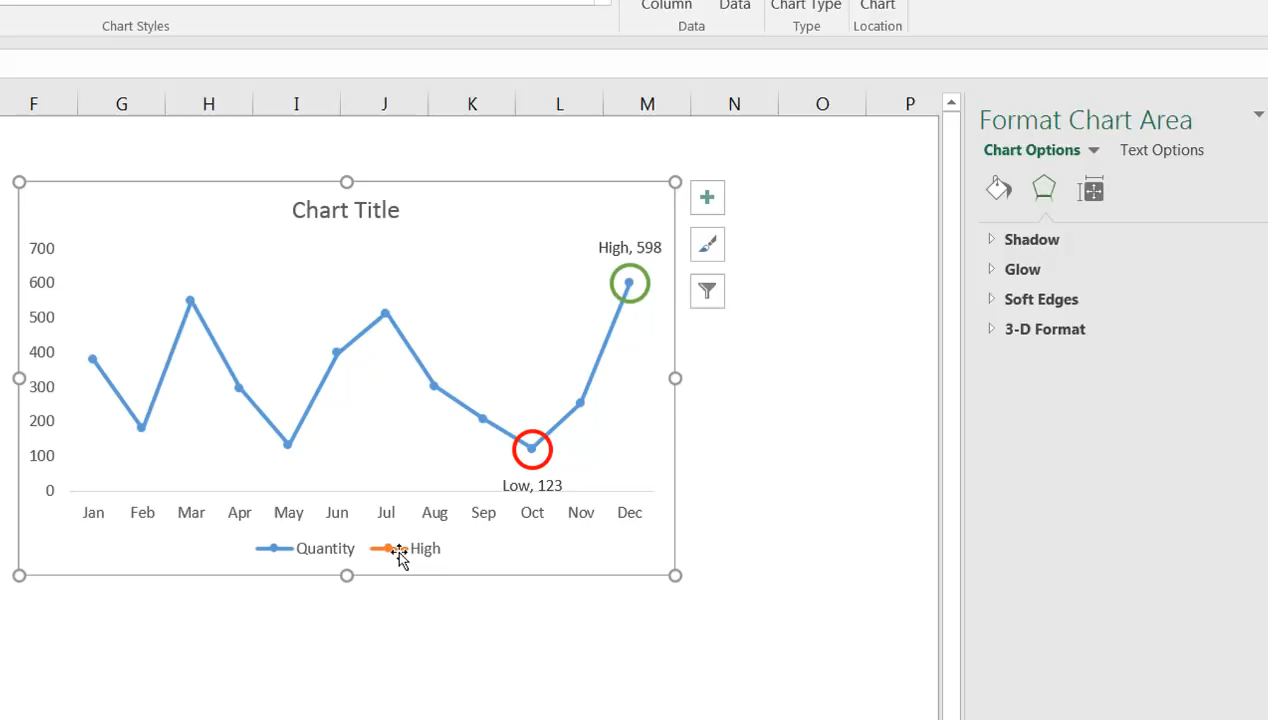 Column Data Chart Type Chart
Chart Styles Data Type Location
F G H I J K L M N O P
Format Chart Area
Chart Options Text Options
Shadow
Glow
Soft Edges
3-D Format
Chart Title
High, 598
700
600
500
400
300
200
100
0
Low, 123
Jan Feb Mar Apr May Jun Jul Aug Sep Oct Nov Dec
Quantity High